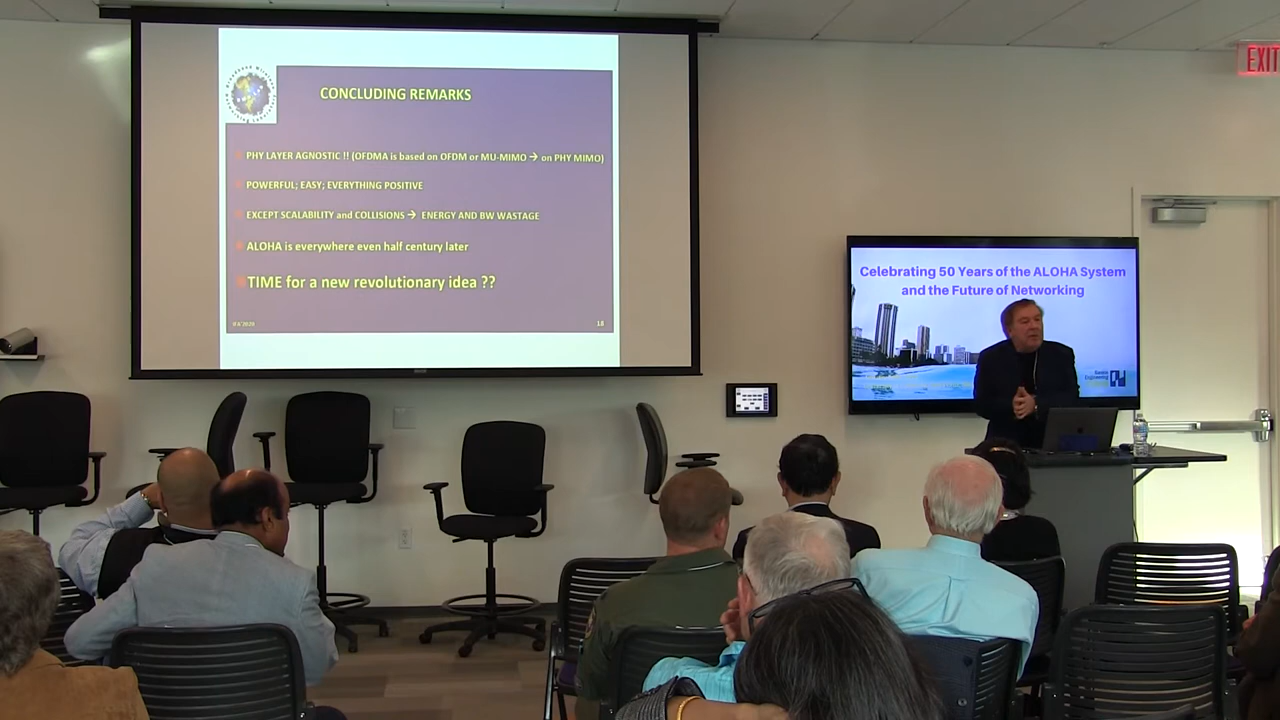 CONCLUDING REMARKS
PHY LAYER AGNOSTIC !! (OFDMA is based on OFDM or MU-MIMO → on PHY MIMO)
POWERFUL; EASY; EVERYTHING POSITIVE
EXCEPT SCALABILITY and COLLISIONS → ENERGY AND BW WASTAGE
ALOHA is everywhere even half century later
TIME for a new revolutionary idea ??
18
EXIT
Celebrating 50 Years of the ALOHA System
and the Future of Networking